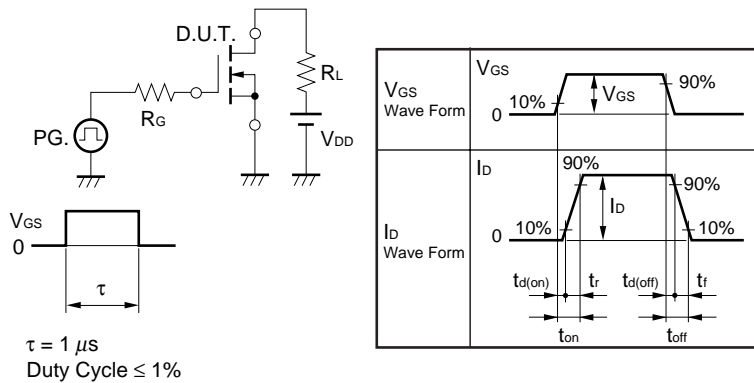 D.U.T.
RL
RG
PG.
VDD
VGS
0
τ
τ = 1 μs
Duty Cycle ≤ 1%
VGS
Wave Form
VGS
10%
0
VGS
90%
ID
Wave Form
ID
90%
10%
0
ID
90%
10%
td(on)
tr
td(off)
tf
ton
toff